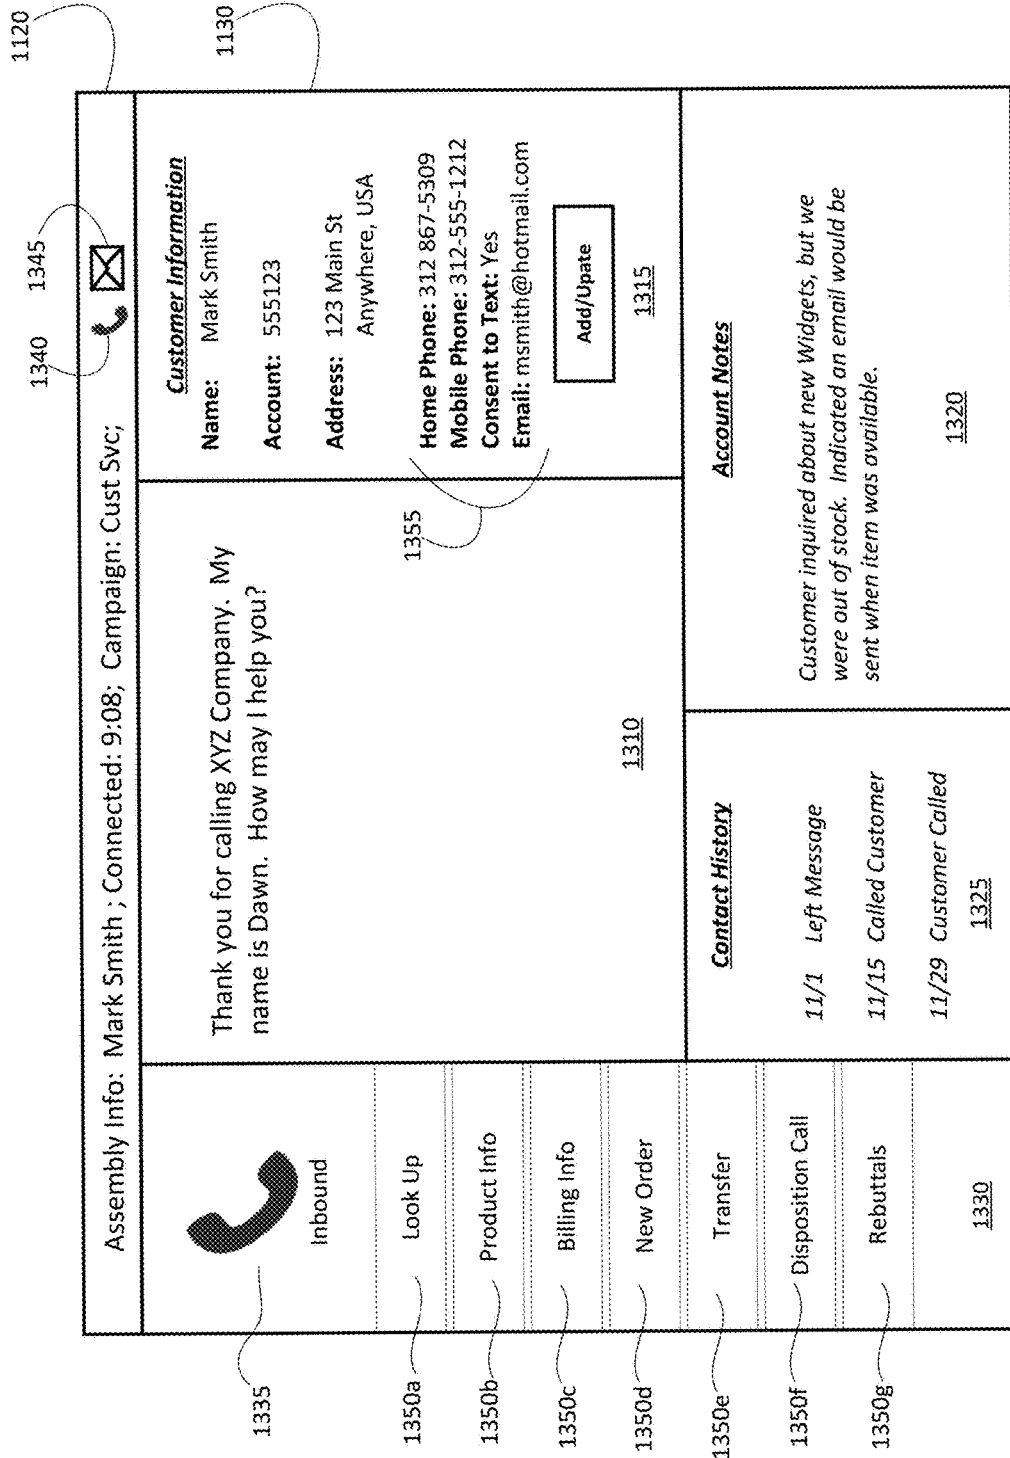 1120
1130
1340
1345
Assembly Info:  Mark Smith ; Connected: 9:08;  Campaign: Cust Svc;
1335
Inbound
1350a
Look Up
1350b
Product Info
1350c
Billing Info
1350d
New Order
1350e
Transfer
1350f
Disposition Call
1350g
Rebuttals
1330
Thank you for calling XYZ Company.  My
name is Dawn.  How may I help you?
1310
1355
Customer Information
Name: Mark Smith
Account: 555123
Address: 123 Main St
Anywhere, USA
Home Phone: 312 867-5309
Mobile Phone: 312-555-1212
Consent to Text: Yes
Email: msmith@hotmail.com
Add/Upate
1315
Contact History
11/1 Left Message
11/15 Called Customer
11/29 Customer Called
1325
Account Notes
Customer inquired about new Widgets, but we
were out of stock.  Indicated an email would be
sent when item was available.
1320